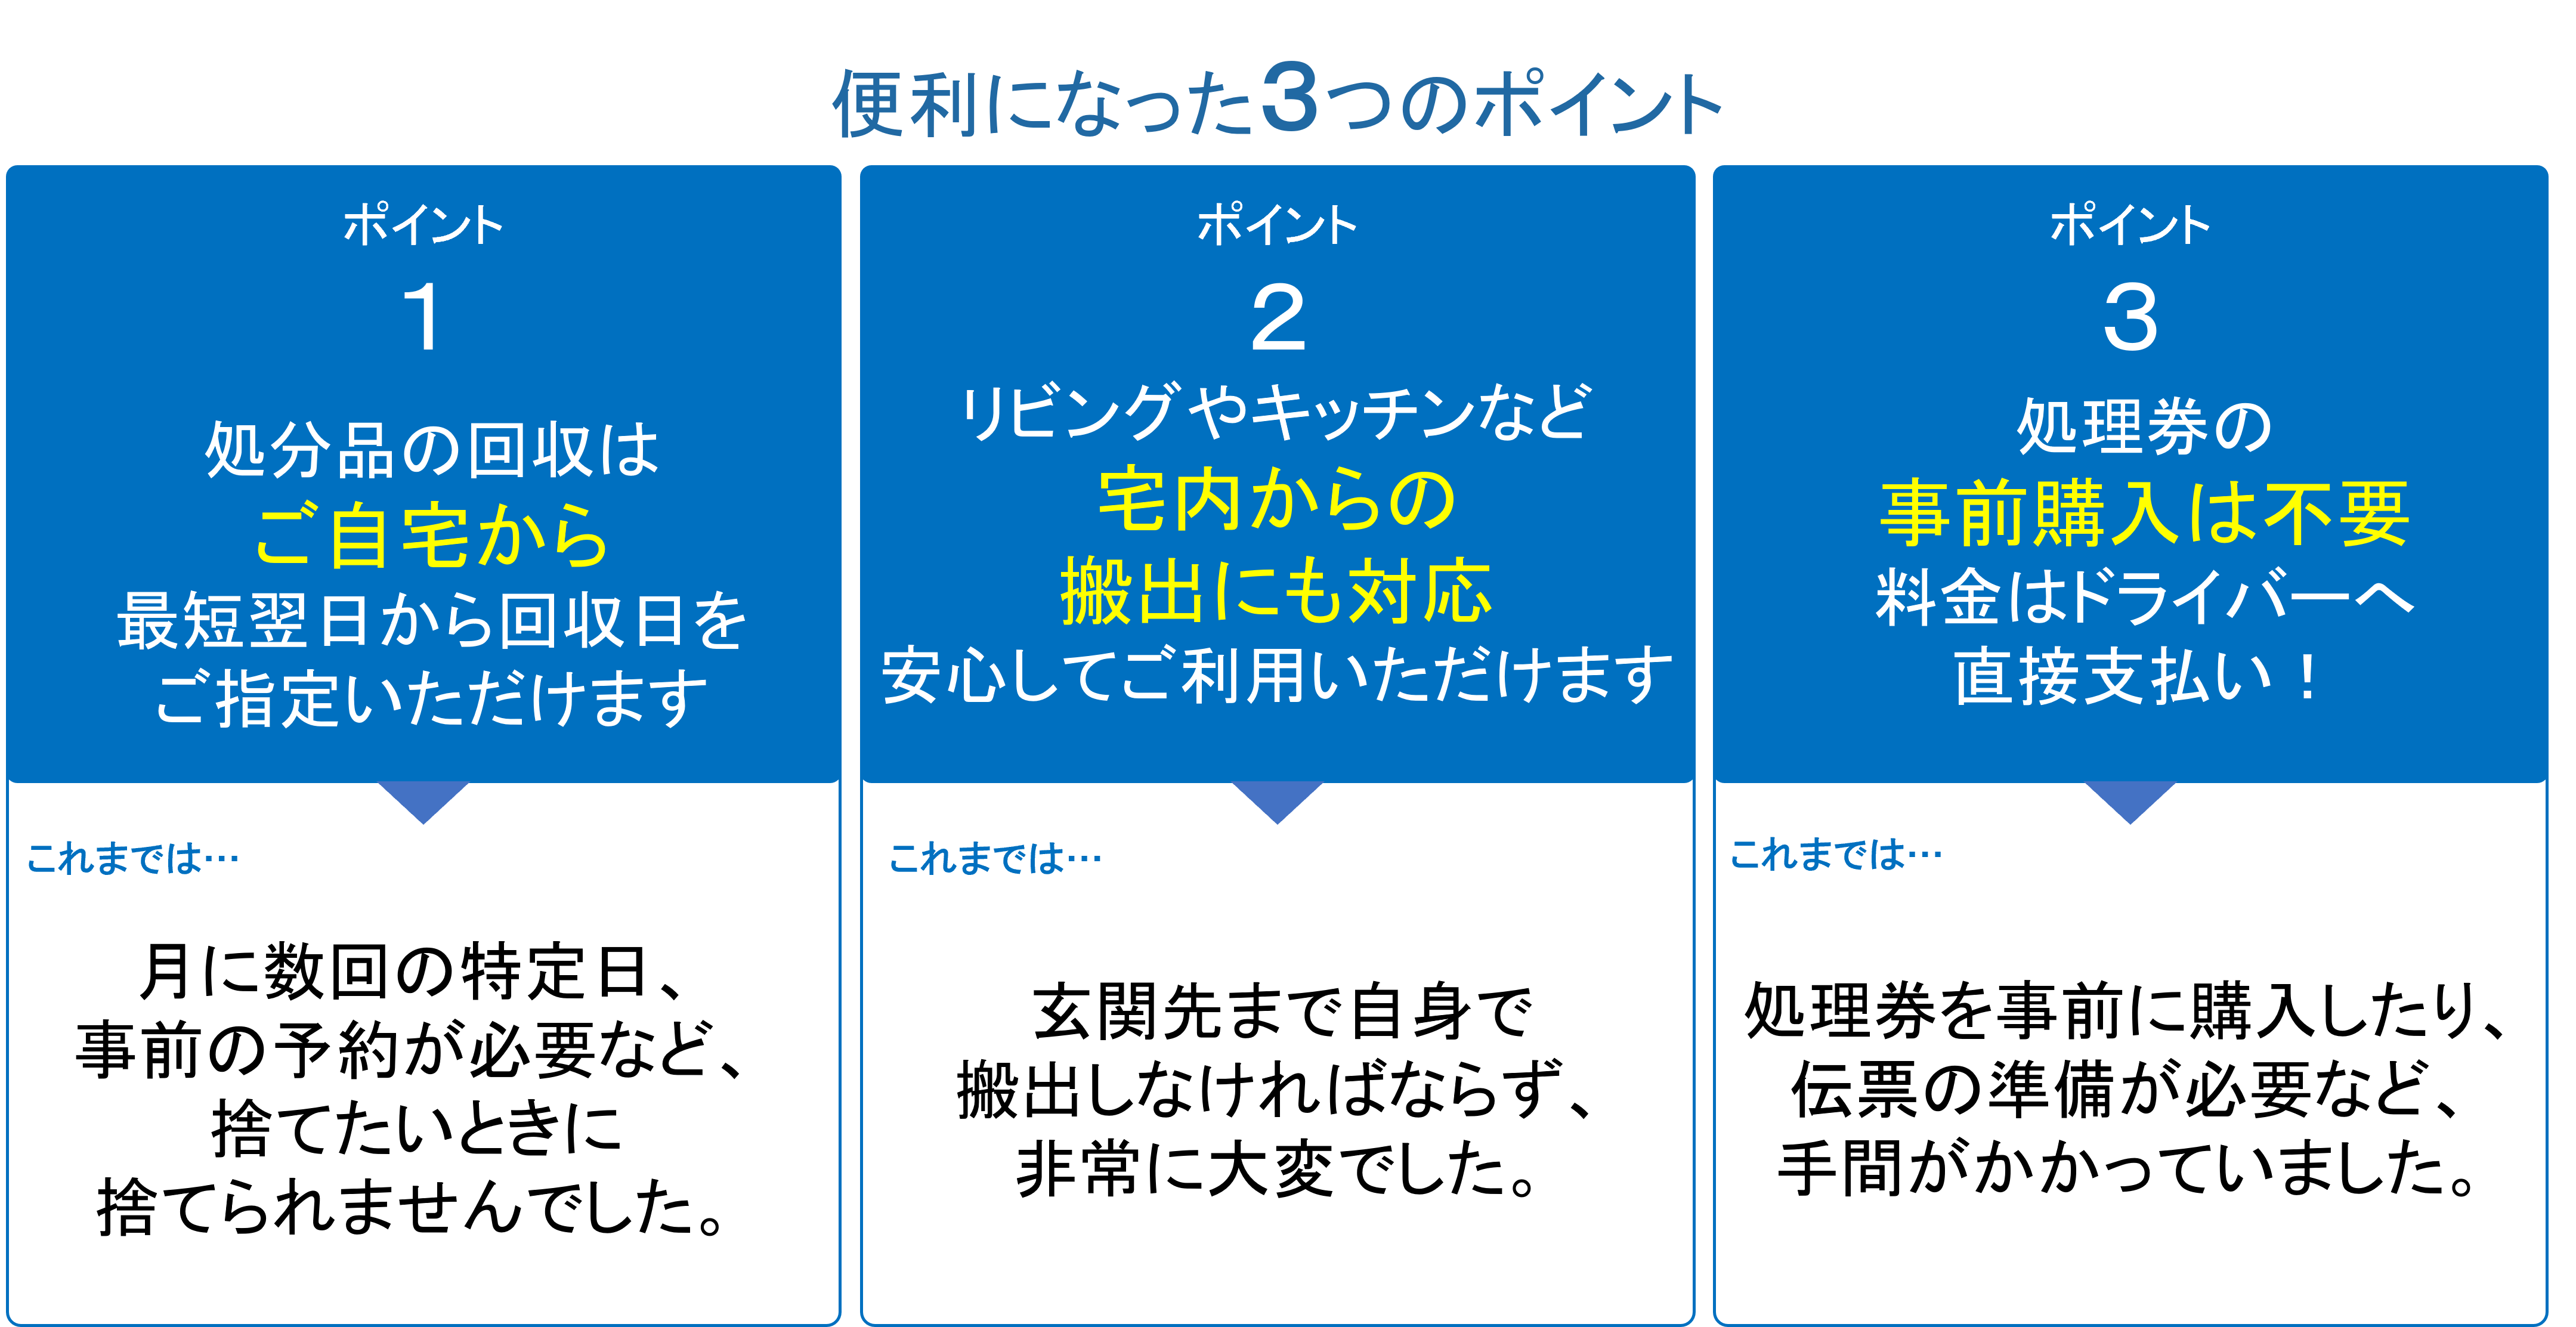 便利になった3つのポイント
ポイント
1
処分品の回収は
ご自宅から
最短翌日から回収日を
ご指定いただけます
これまでは…
月に数回の特定日、
事前の予約が必要など、
捨てたいときに
捨てられませんでした。
ポイント
2
リビングやキッチンなど
宅内からの
搬出にも対応
安心してご利用いただけます
これまでは…
玄関先まで自身で
搬出しなければならず、
非常に大変でした。
ポイント
3
処理券の
事前購入は不要
料金はドライバーへ
直接支払い！
これまでは…
処理券を事前に購入したり、
伝票の準備が必要など、
手間がかかっていました。